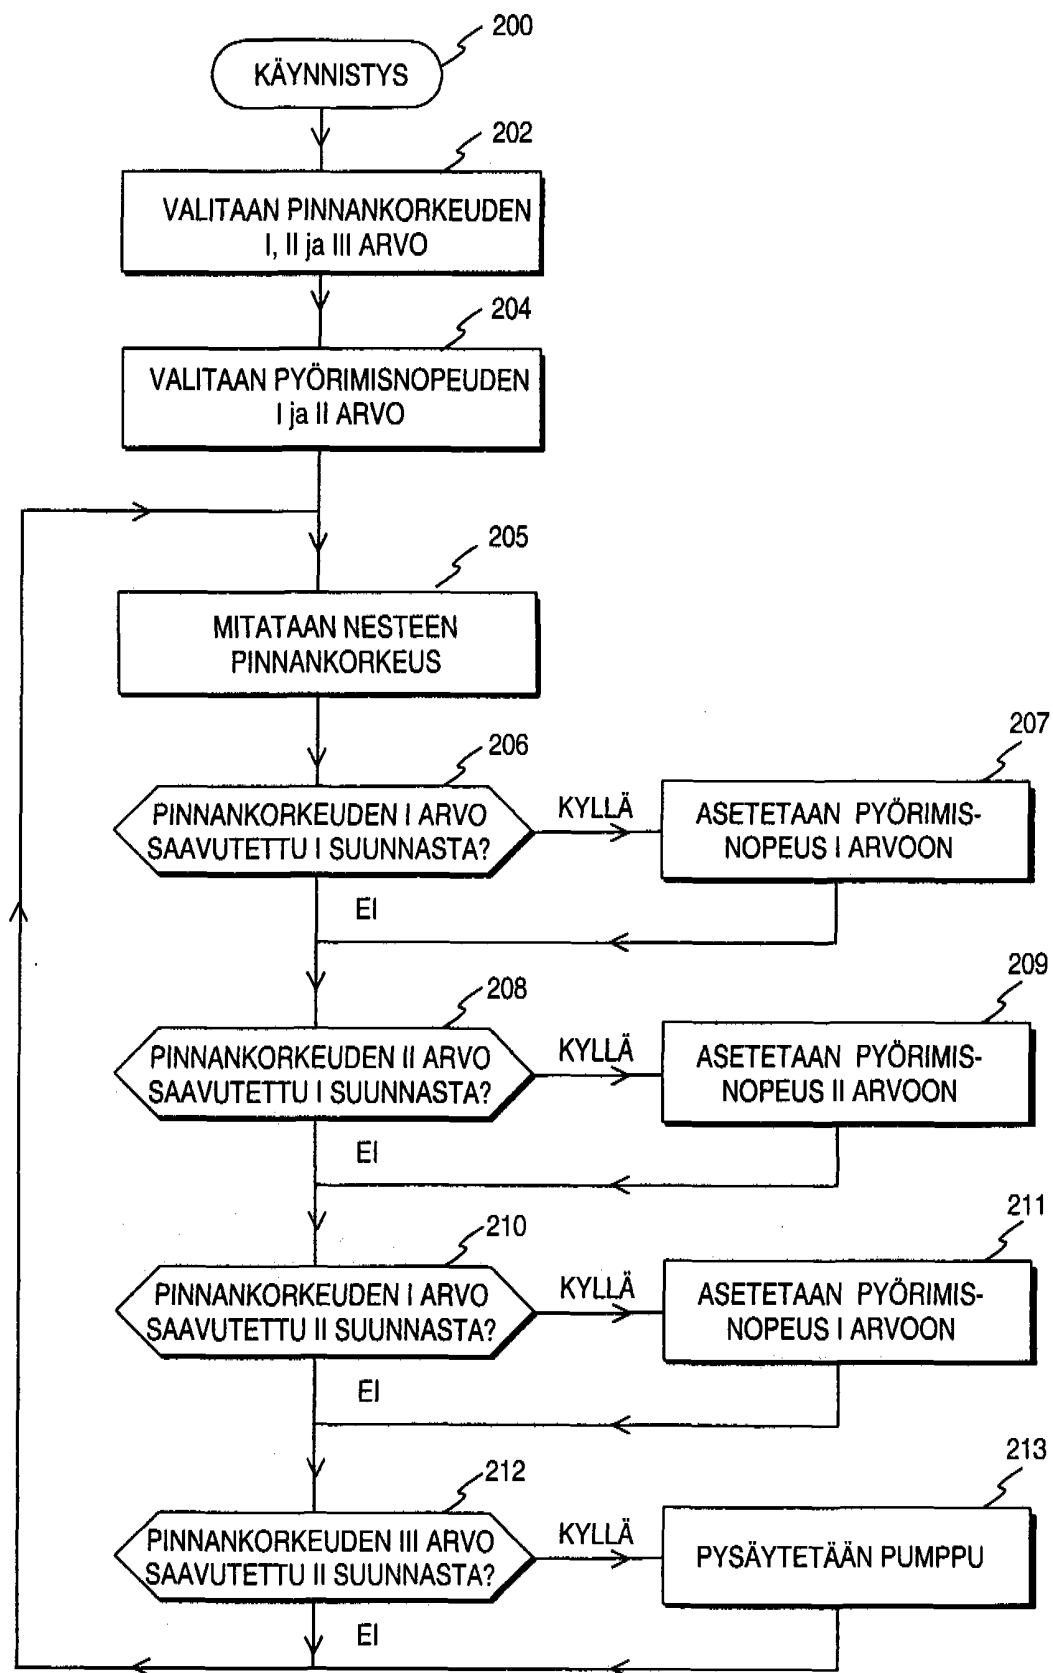 200
KÄYNNISTYS
202
VALITAAN PINNANKORKEUDEN
I, II ja III ARVO
204
VALITAAN PYÖRIMISNOPEUDEN
I ja II ARVO
205
MITATAAN NESTEEN
PINNANKORKEUS
206
PINNANKORKEUDEN I ARVO
SAAVUTETTU I SUUNNASTA?
KYLLÄ
207
ASETETAAN PYÖRIMIS-
NOPEUS I ARVOON
EI
208
PINNANKORKEUDEN II ARVO
SAAVUTETTU I SUUNNASTA?
KYLLÄ
209
ASETETAAN PYÖRIMIS-
NOPEUS II ARVOON
EI
210
PINNANKORKEUDEN I ARVO
SAAVUTETTU II SUUNNASTA?
KYLLÄ
211
ASETETAAN PYÖRIMIS-
NOPEUS I ARVOON
EI
212
PINNANKORKEUDEN III ARVO
SAAVUTETTU II SUUNNASTA?
KYLLÄ
213
PYSÄYTETÄÄN PUMPPU
EI